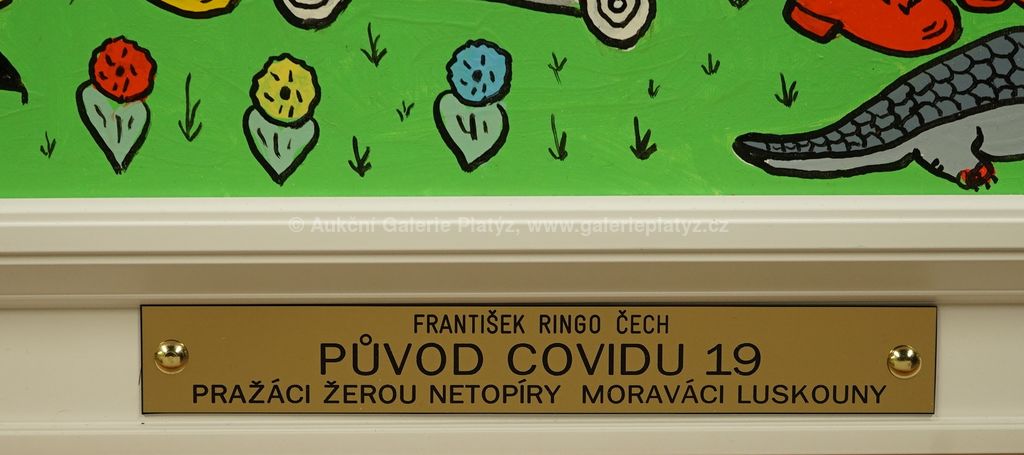 © Aukční Galerie Platýz, www.galerieplatyz.cz
FRANTIŠEK RINGO ČECH
PŮVOD COVIDU 19
PRAŽÁCI ŽEROU NETOPÍRY MORAVÁCI LUSKOUNY